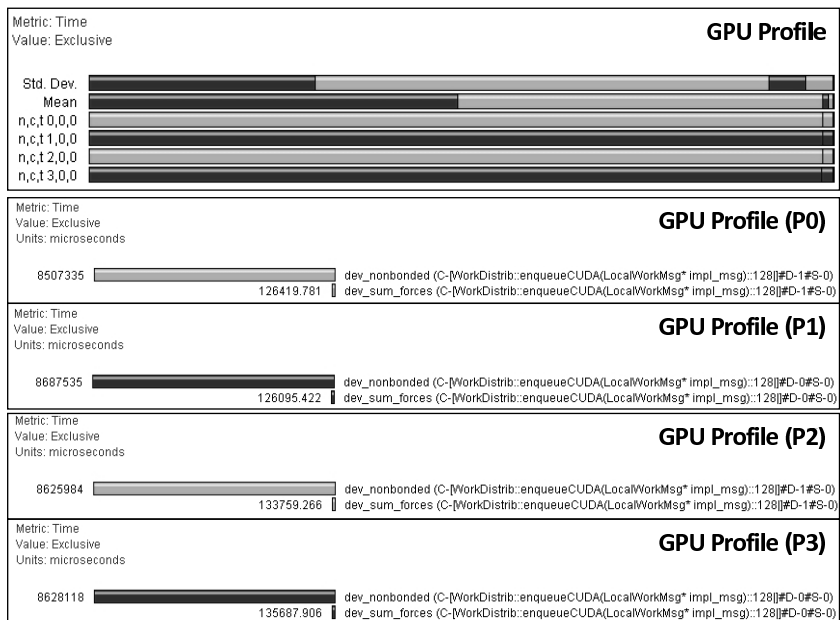 Metric: Time
Value: Exclusive
GPU Profile
Std. Dev.
Mean
n,c,t 0,0,0
n,c,t 1,0,0
n,c,t 2,0,0
n,c,t 3,0,0
Metric: Time
Value: Exclusive
Units: microseconds
GPU Profile (P0)
8507335 dev_nonbonded (C-[WorkDistrib::enqueueCUDA(LocalWorkMsg* impl_msg)::128|]#D-1#S-0)
126419.781 dev_sum_forces (C-[WorkDistrib::enqueueCUDA(LocalWorkMsg* impl_msg)::128|]#D-1#S-0)
Metric: Time
Value: Exclusive
Units: microseconds
GPU Profile (P1)
8687535 dev_nonbonded (C-[WorkDistrib::enqueueCUDA(LocalWorkMsg* impl_msg)::128|]#D-0#S-0)
126095.422 dev_sum_forces (C-[WorkDistrib::enqueueCUDA(LocalWorkMsg* impl_msg)::128|]#D-0#S-0)
Metric: Time
Value: Exclusive
Units: microseconds
GPU Profile (P2)
8625984 dev_nonbonded (C-[WorkDistrib::enqueueCUDA(LocalWorkMsg* impl_msg)::128|]#D-1#S-0)
133759.266 dev_sum_forces (C-[WorkDistrib::enqueueCUDA(LocalWorkMsg* impl_msg)::128|]#D-1#S-0)
Metric: Time
Value: Exclusive
Units: microseconds
GPU Profile (P3)
8628118 dev_nonbonded (C-[WorkDistrib::enqueueCUDA(LocalWorkMsg* impl_msg)::128|]#D-0#S-0)
135687.906 dev_sum_forces (C-[WorkDistrib::enqueueCUDA(LocalWorkMsg* impl_msg)::128|]#D-0#S-0)